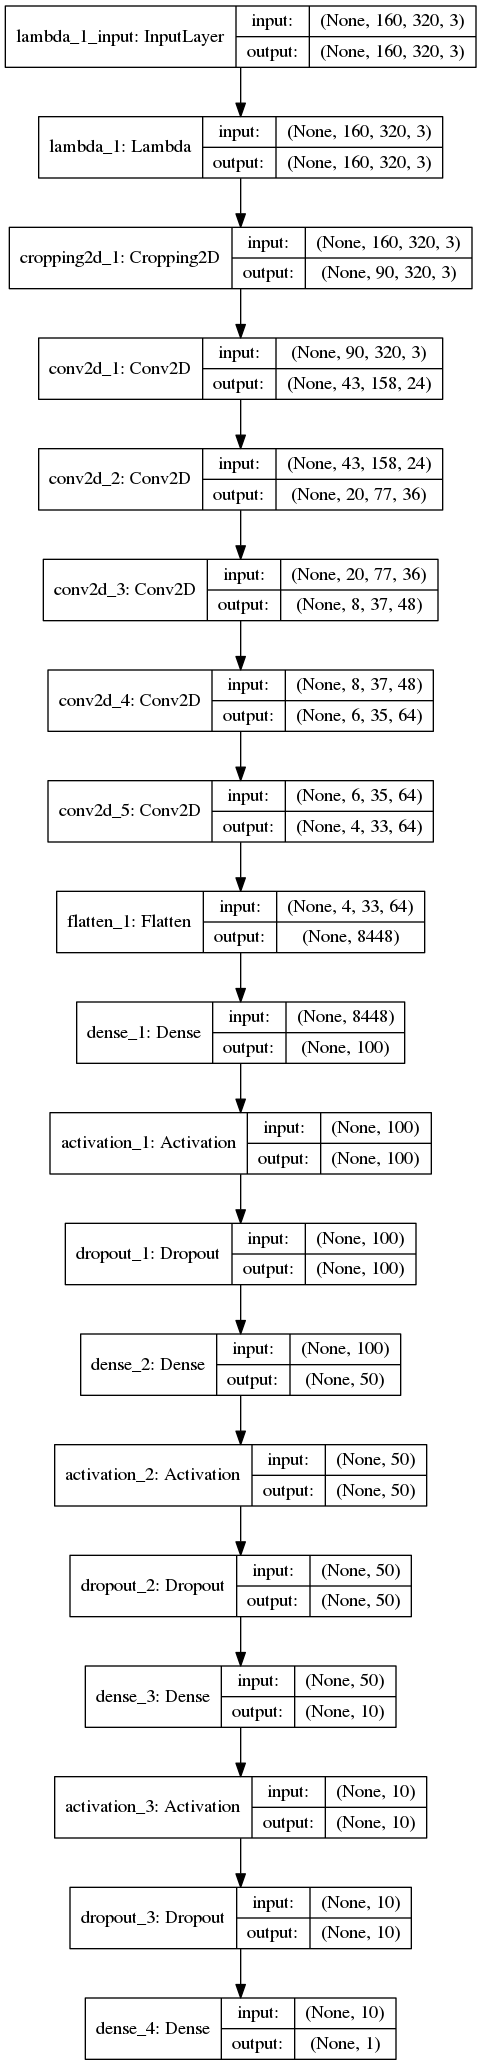 lambda_1_input: InputLayer
input: (None, 160, 320, 3)
output: (None, 160, 320, 3)
lambda_1: Lambda
input: (None, 160, 320, 3)
output: (None, 160, 320, 3)
cropping2d_1: Cropping2D
input: (None, 160, 320, 3)
output: (None, 90, 320, 3)
conv2d_1: Conv2D
input: (None, 90, 320, 3)
output: (None, 43, 158, 24)
conv2d_2: Conv2D
input: (None, 43, 158, 24)
output: (None, 20, 77, 36)
conv2d_3: Conv2D
input: (None, 20, 77, 36)
output: (None, 8, 37, 48)
conv2d_4: Conv2D
input: (None, 8, 37, 48)
output: (None, 6, 35, 64)
conv2d_5: Conv2D
input: (None, 6, 35, 64)
output: (None, 4, 33, 64)
flatten_1: Flatten
input: (None, 4, 33, 64)
output: (None, 8448)
dense_1: Dense
input: (None, 8448)
output: (None, 100)
activation_1: Activation
input: (None, 100)
output: (None, 100)
dropout_1: Dropout
input: (None, 100)
output: (None, 100)
dense_2: Dense
input: (None, 100)
output: (None, 50)
activation_2: Activation
input: (None, 50)
output: (None, 50)
dropout_2: Dropout
input: (None, 50)
output: (None, 50)
dense_3: Dense
input: (None, 50)
output: (None, 10)
activation_3: Activation
input: (None, 10)
output: (None, 10)
dropout_3: Dropout
input: (None, 10)
output: (None, 10)
dense_4: Dense
input: (None, 10)
output: (None, 1)